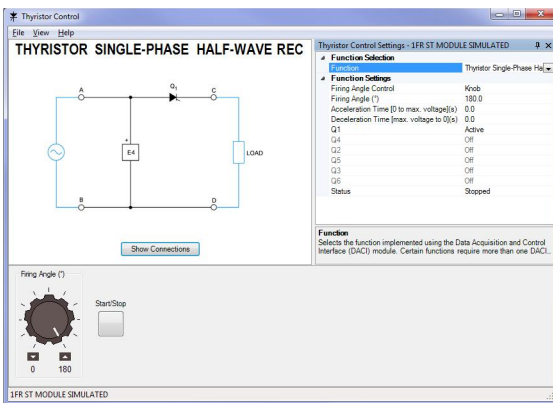 Thyristor Control
File View Help
THYRISTOR SINGLE-PHASE HALF-WAVE REC
A
Q1
C
+
E4
LOAD
B
D
Show Connections
Thyristor Control Settings - 1FR ST MODULE SIMULATED
Function Selection
Function Thyristor Single-Phase Ha
Function Settings
Firing Angle Control Knob
Firing Angle (°) 180.0
Acceleration Time [0 to max. voltage](s) 0.0
Deceleration Time [max. voltage to 0](s) 0.0
Q1 Active
Q4 Off
Q2 Off
Q5 Off
Q3 Off
Q6 Off
Status Stopped
Function
Selects the function implemented using the Data Acquisition and Control
Interface (DACI) module. Certain functions require more than one DACI...
Firing Angle (°)
0 180
Start/Stop
1FR ST MODULE SIMULATED